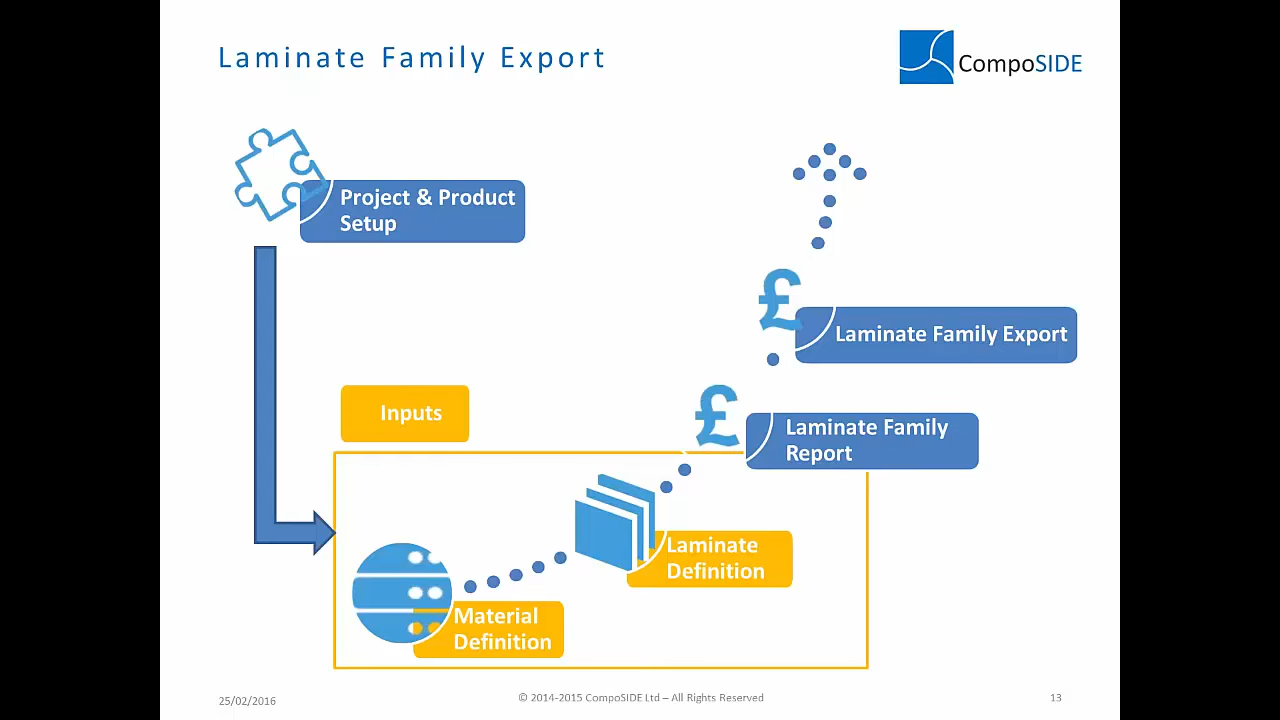 Laminate Family Export
CompoSIDE
Project & Product
Setup
£
Laminate Family Export
Inputs
£
Laminate Family
Report
Laminate
Definition
Material
Definition
25/02/2016
© 2014-2015 CompoSIDE Ltd – All Rights Reserved
13